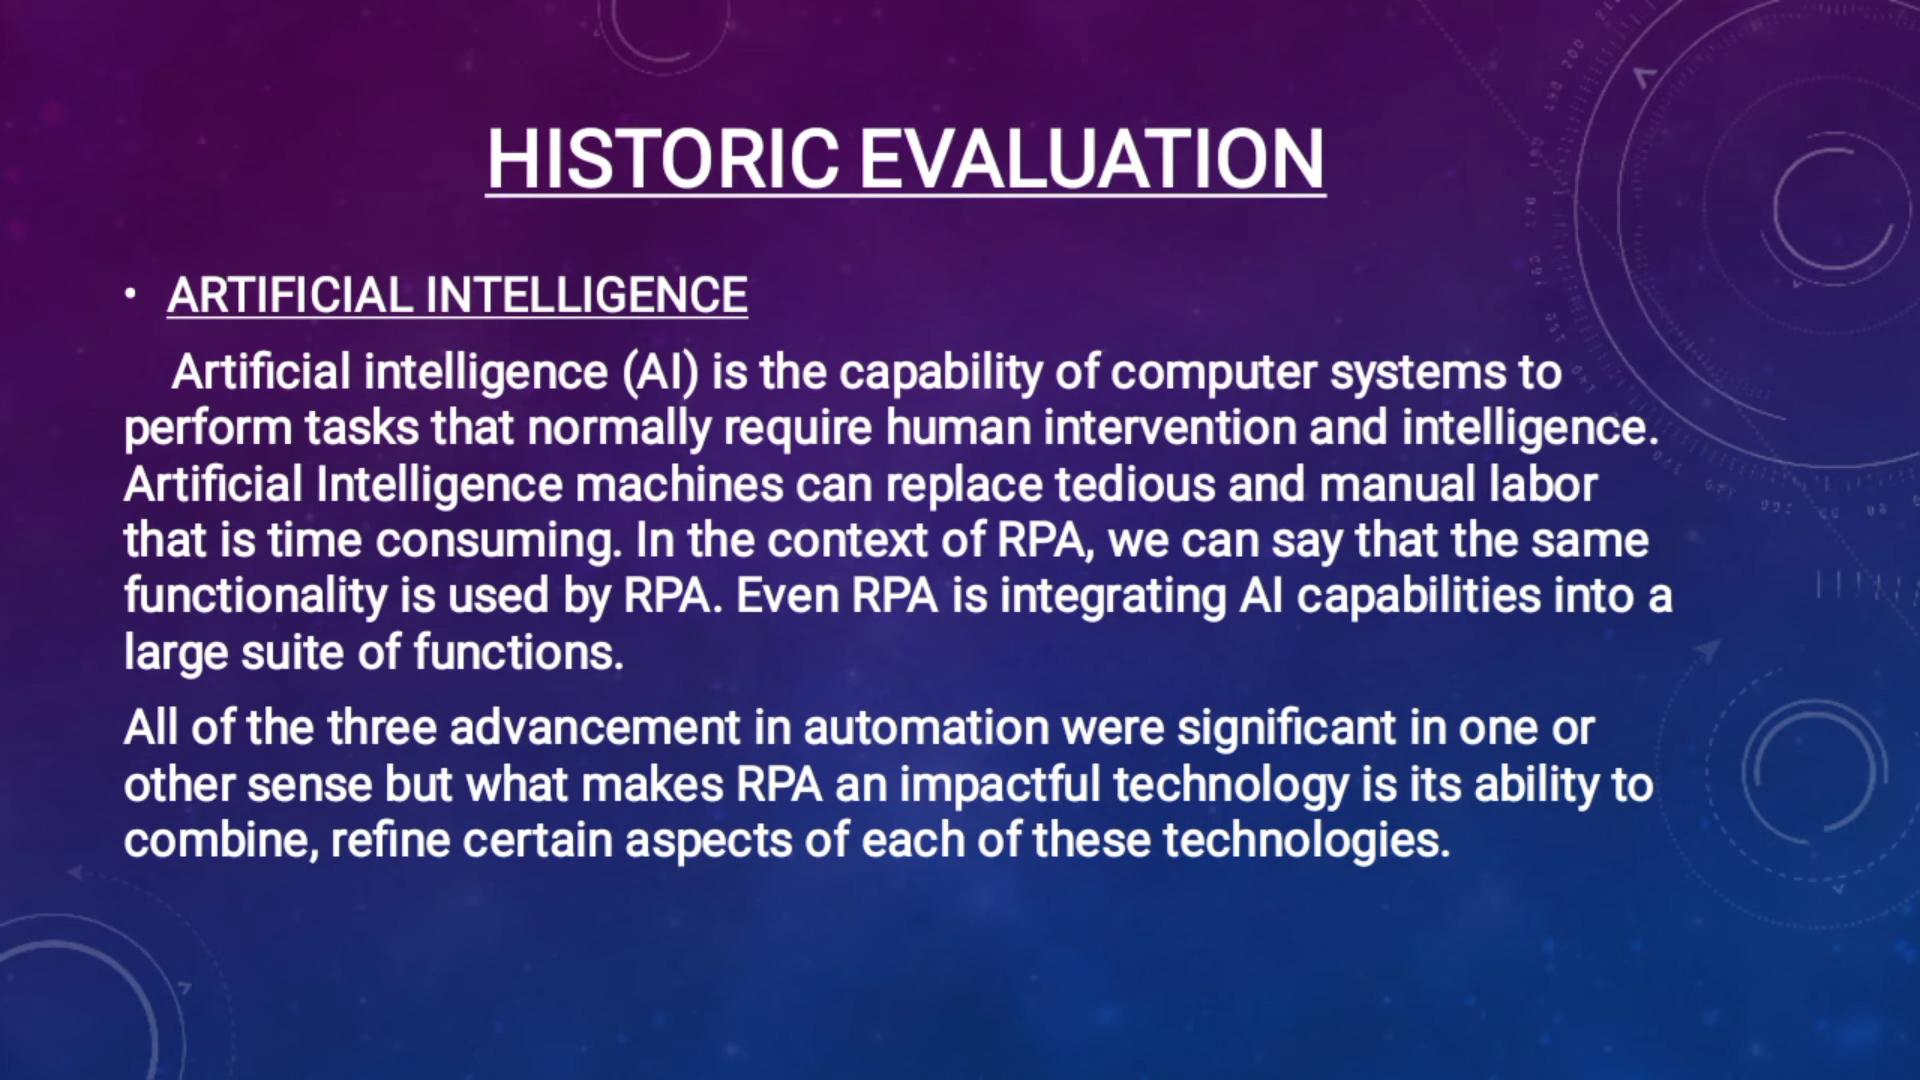 HISTORIC EVALUATION
• ARTIFICIAL INTELLIGENCE
Artificial intelligence (AI) is the capability of computer systems to
perform tasks that normally require human intervention and intelligence.
Artificial Intelligence machines can replace tedious and manual labor
that is time consuming. In the context of RPA, we can say that the same
functionality is used by RPA. Even RPA is integrating AI capabilities into a
large suite of functions.
All of the three advancement in automation were significant in one or
other sense but what makes RPA an impactful technology is its ability to
combine, refine certain aspects of each of these technologies.